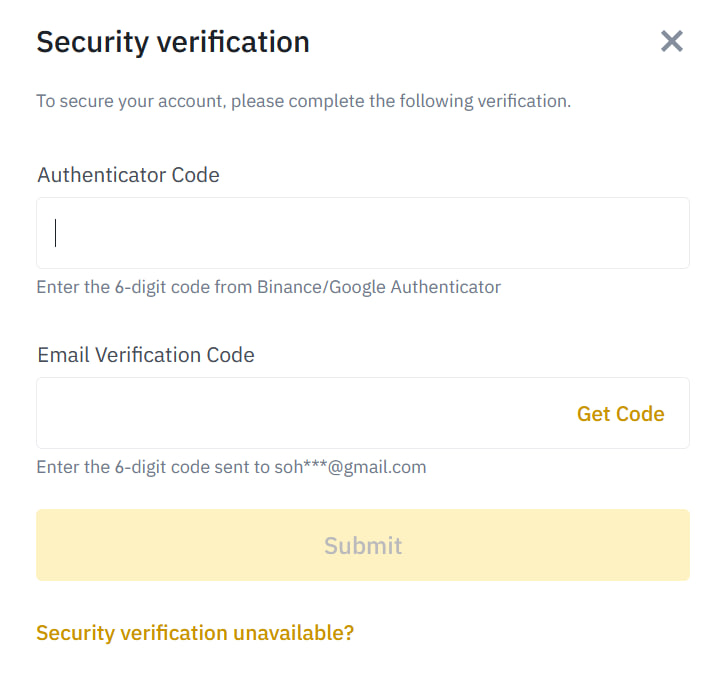 Security verification
To secure your account, please complete the following verification.
Authenticator Code
Enter the 6-digit code from Binance/Google Authenticator
Email Verification Code
Get Code
Enter the 6-digit code sent to soh***@gmail.com
Submit
Security verification unavailable?